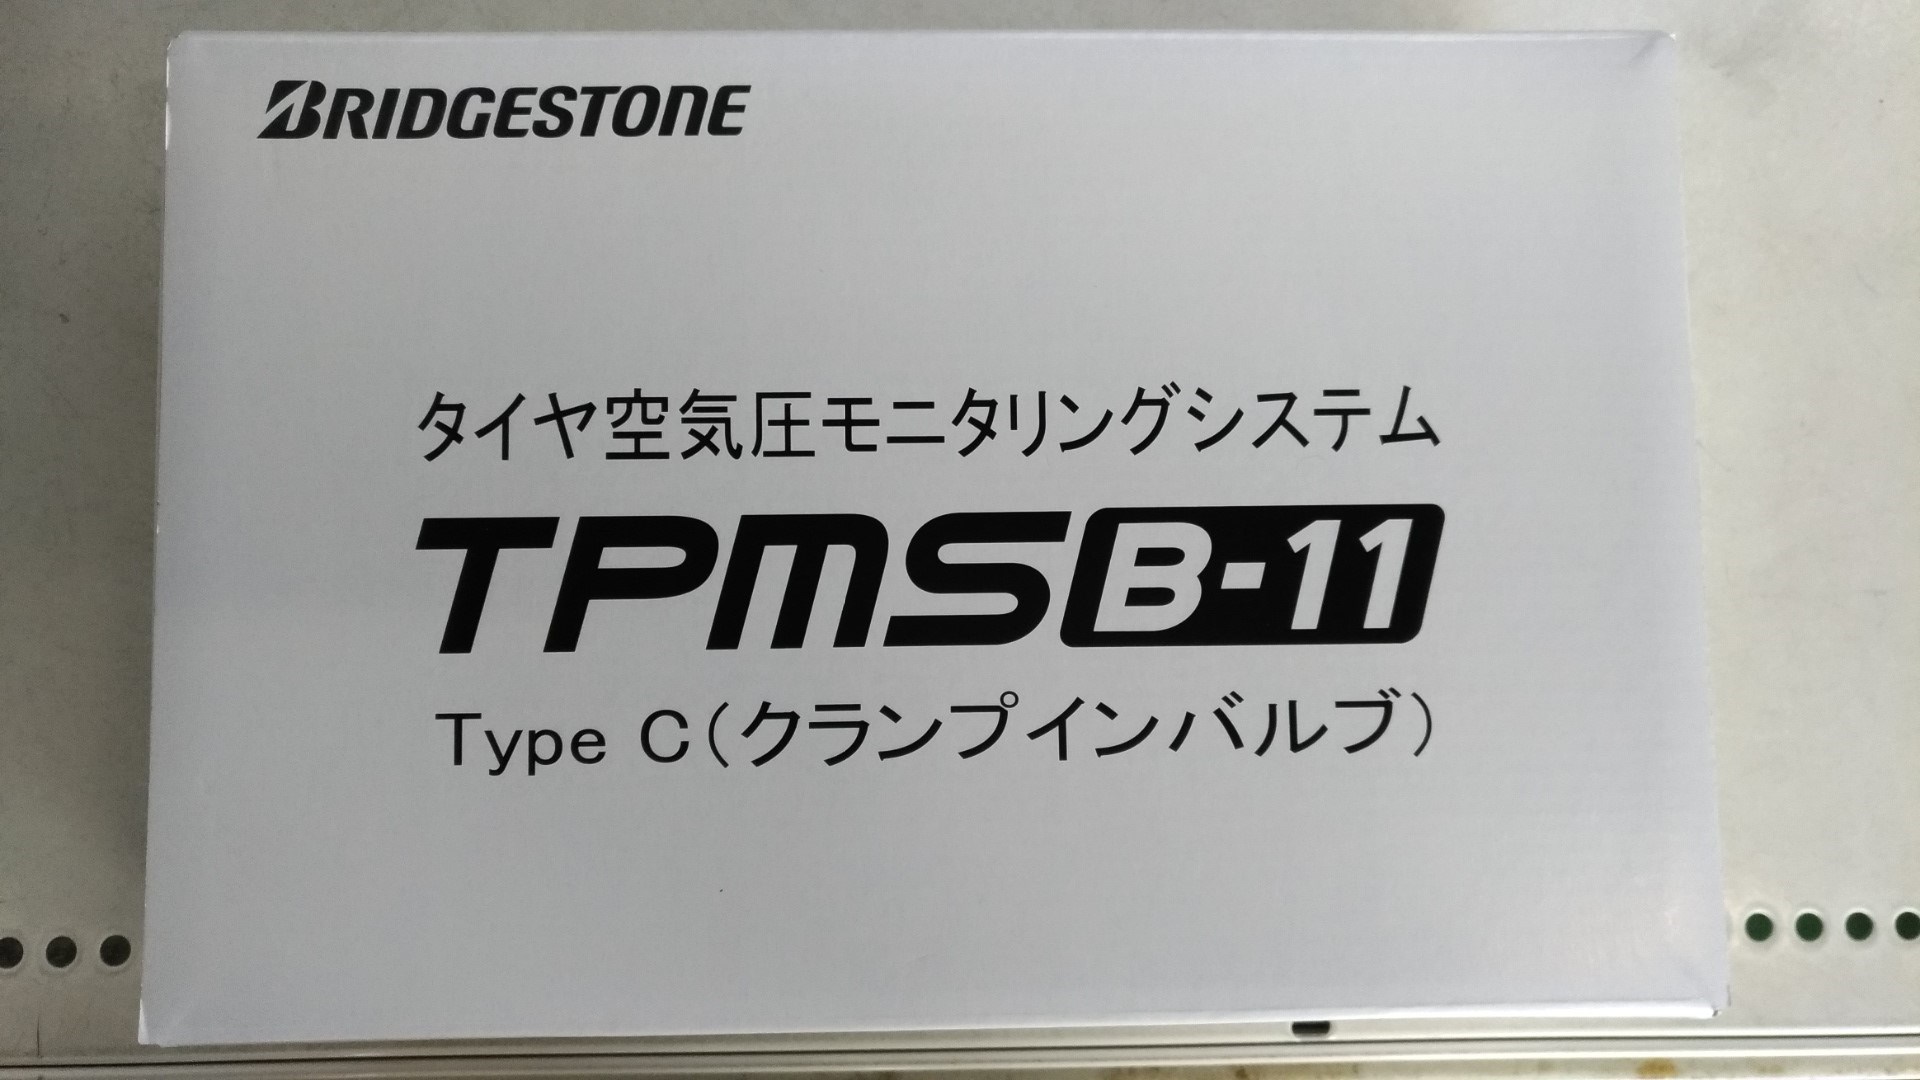 BRIDGESTONE
タイヤ空気圧モニタリングシステム
TPMS B-11
Type C（クランプインバルブ）